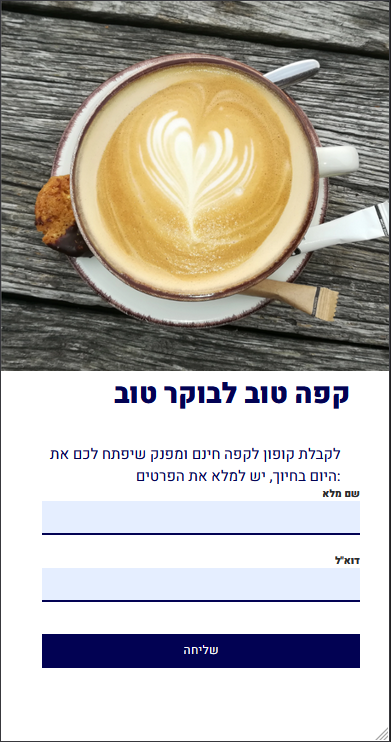 קפה טוב לבוקר טוב
לקבלת קופון לקפה חינם ומפנק שיפתח לכם את
היום בחיוך, יש למלא את הפרטים:
שם מלא
דוא"ל
שליחה